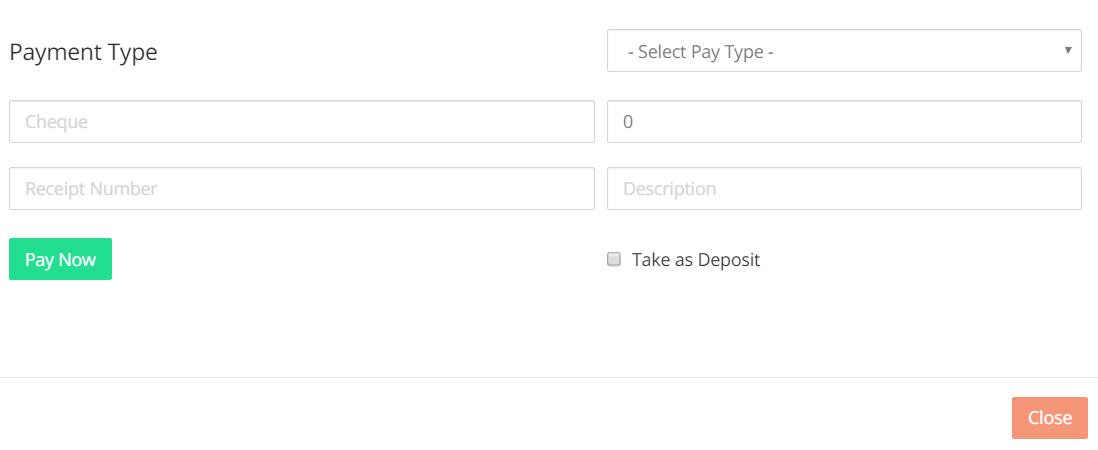 Payment Type
- Select Pay Type -
Cheque
0
Receipt Number
Description
Pay Now
Take as Deposit
Close